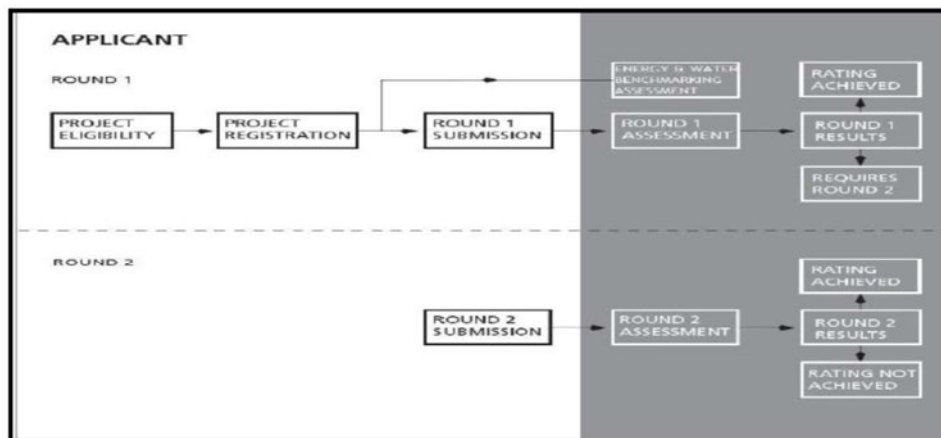 APPLICANT
ROUND 1
ENERGY & WATER
BENCHMARKING
ASSESSMENT
RATING
ACHIEVED
PROJECT
ELIGIBILITY
PROJECT
REGISTRATION
ROUND 1
SUBMISSION
ROUND 1
ASSESSMENT
ROUND 1
RESULTS
REQUIRES
ROUND 2
ROUND 2
RATING
ACHIEVED
ROUND 2
SUBMISSION
ROUND 2
ASSESSMENT
ROUND 2
RESULTS
RATING NOT
ACHIEVED